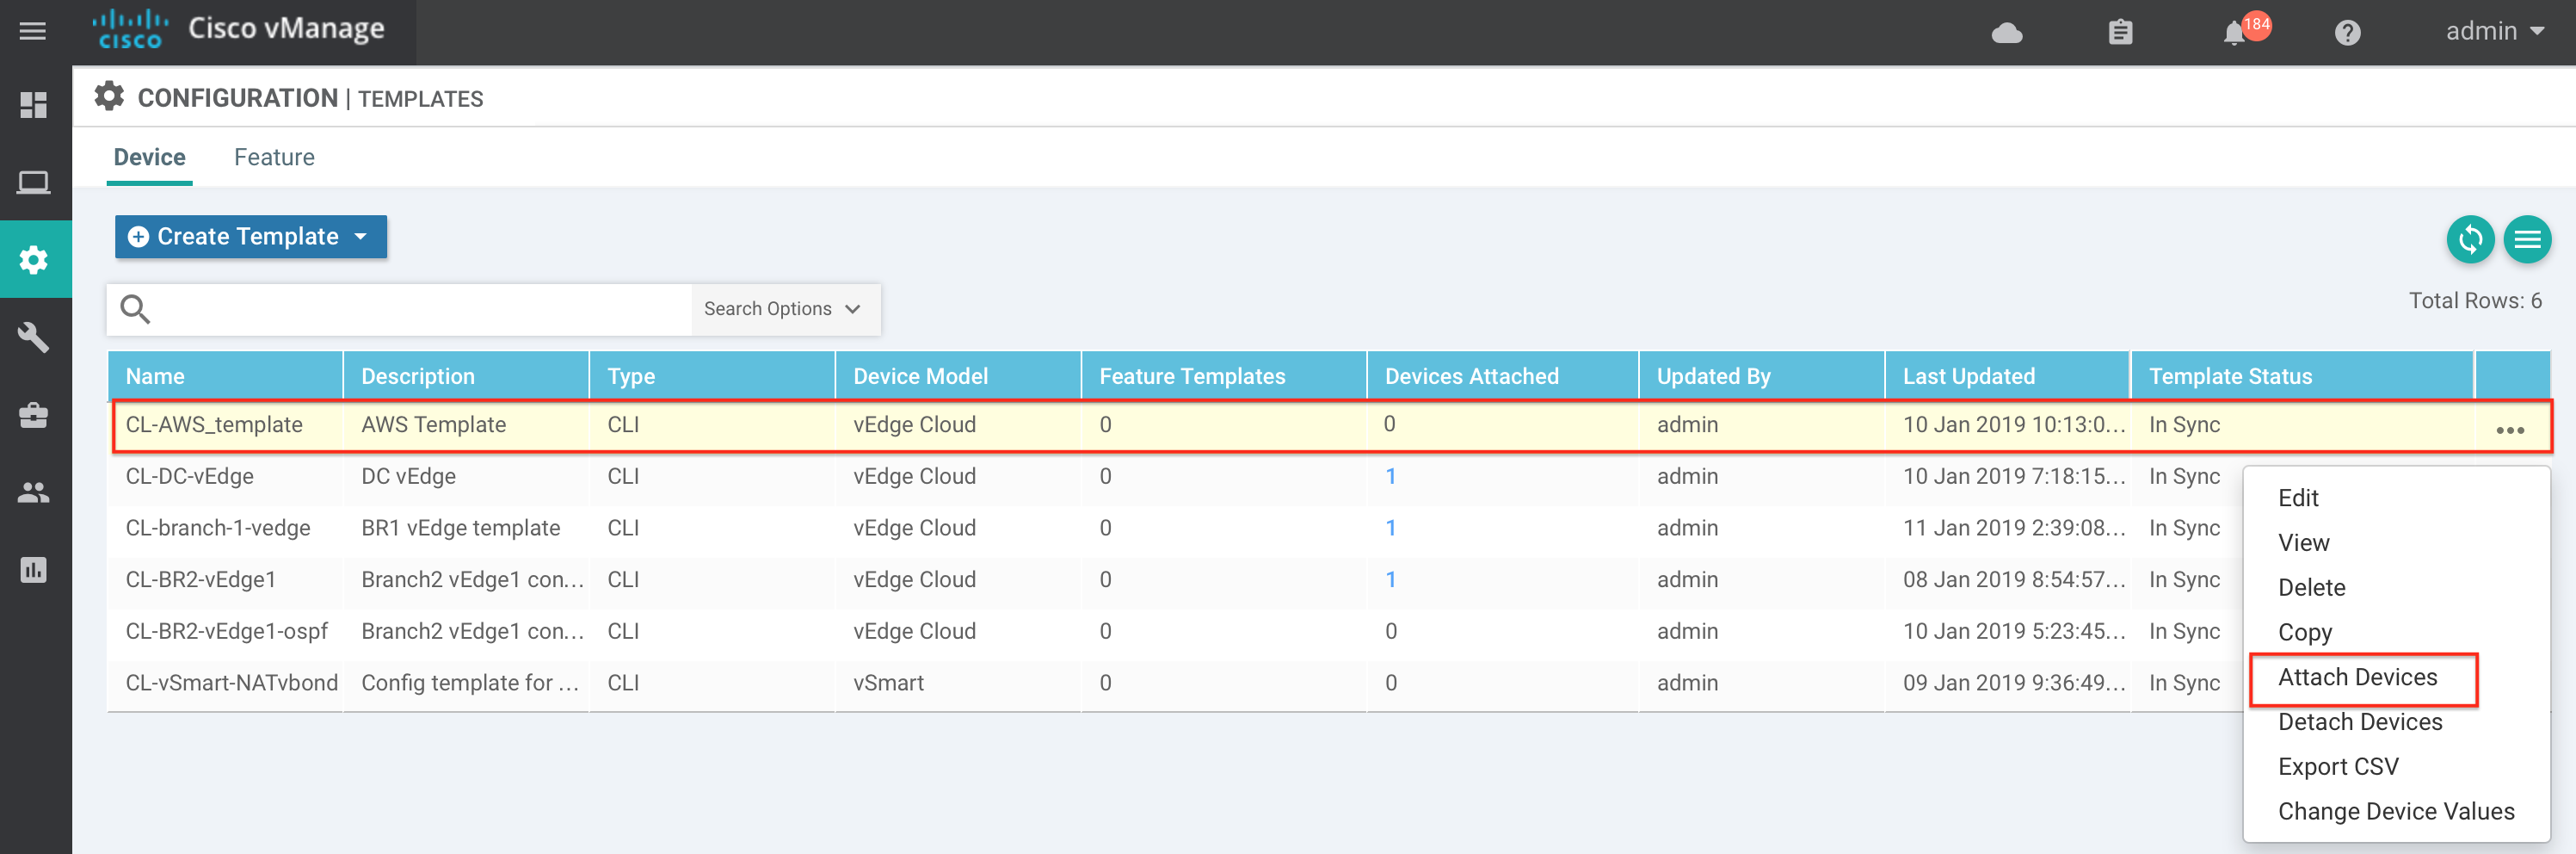 cisco Cisco vManage 184 admin
CONFIGURATION | TEMPLATES
Device Feature
Create Template
Search Options
Total Rows: 6
Name Description Type Device Model Feature Templates Devices Attached Updated By Last Updated Template Status
CL-AWS_template AWS Template CLI vEdge Cloud 0 0 admin 10 Jan 2019 10:13:0... In Sync
CL-DC-vEdge DC vEdge CLI vEdge Cloud 0 1 admin 10 Jan 2019 7:18:15... In Sync
CL-branch-1-vedge BR1 vEdge template CLI vEdge Cloud 0 1 admin 11 Jan 2019 2:39:08... In Sync
CL-BR2-vEdge1 Branch2 vEdge1 con... CLI vEdge Cloud 0 1 admin 08 Jan 2019 8:54:57... In Sync
CL-BR2-vEdge1-ospf Branch2 vEdge1 con... CLI vEdge Cloud 0 0 admin 10 Jan 2019 5:23:45... In Sync
CL-vSmart-NATvbond Config template for ... CLI vSmart 0 0 admin 09 Jan 2019 9:36:49... In Sync
Edit
View
Delete
Copy
Attach Devices
Detach Devices
Export CSV
Change Device Values